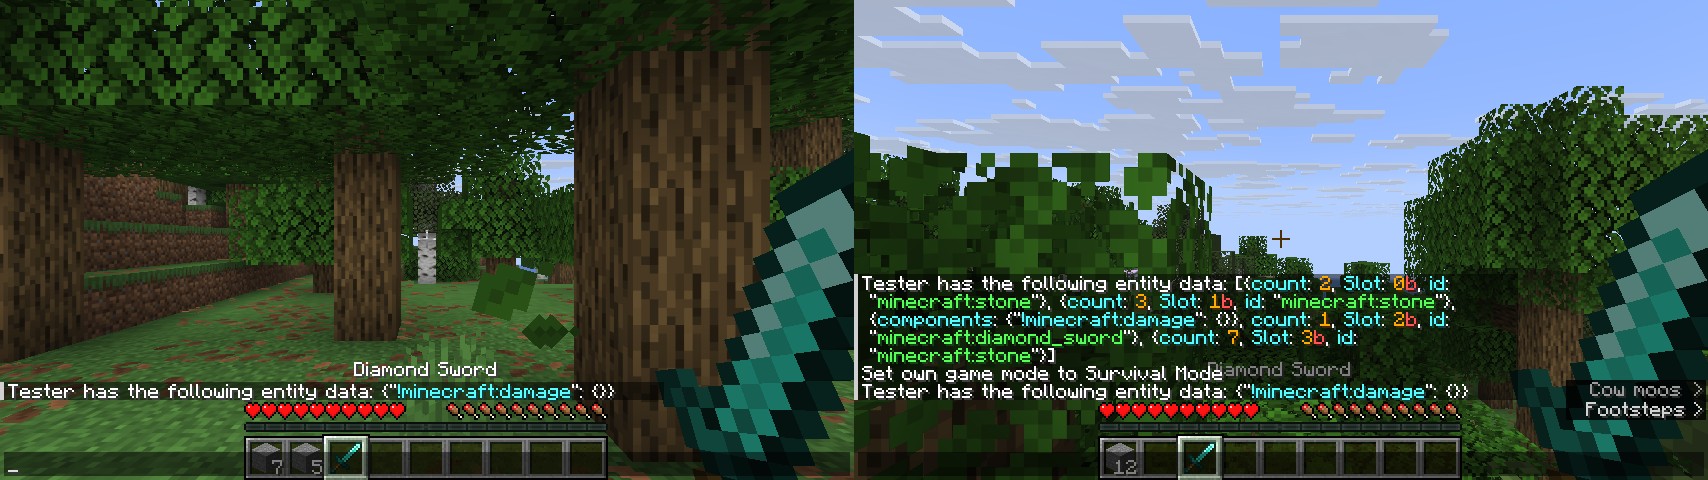 Diamond Sword
Tester has the following entity data: {"!minecraft:damage": {}}
7 5
_
Tester has the following entity data: [{count: 2, Slot: 0b, id:
"minecraft:stone"}, {count: 3, Slot: 1b, id: "minecraft:stone"},
{components: {"!minecraft:damage": {}}, count: 1, Slot: 2b, id:
"minecraft:diamond_sword"}, {count: 7, Slot: 3b, id:
"minecraft:stone"}]
Set own game mode to Survival Mode
Diamond Sword
Tester has the following entity data: {"!minecraft:damage": {}}
Cow moos >
Footsteps >
12